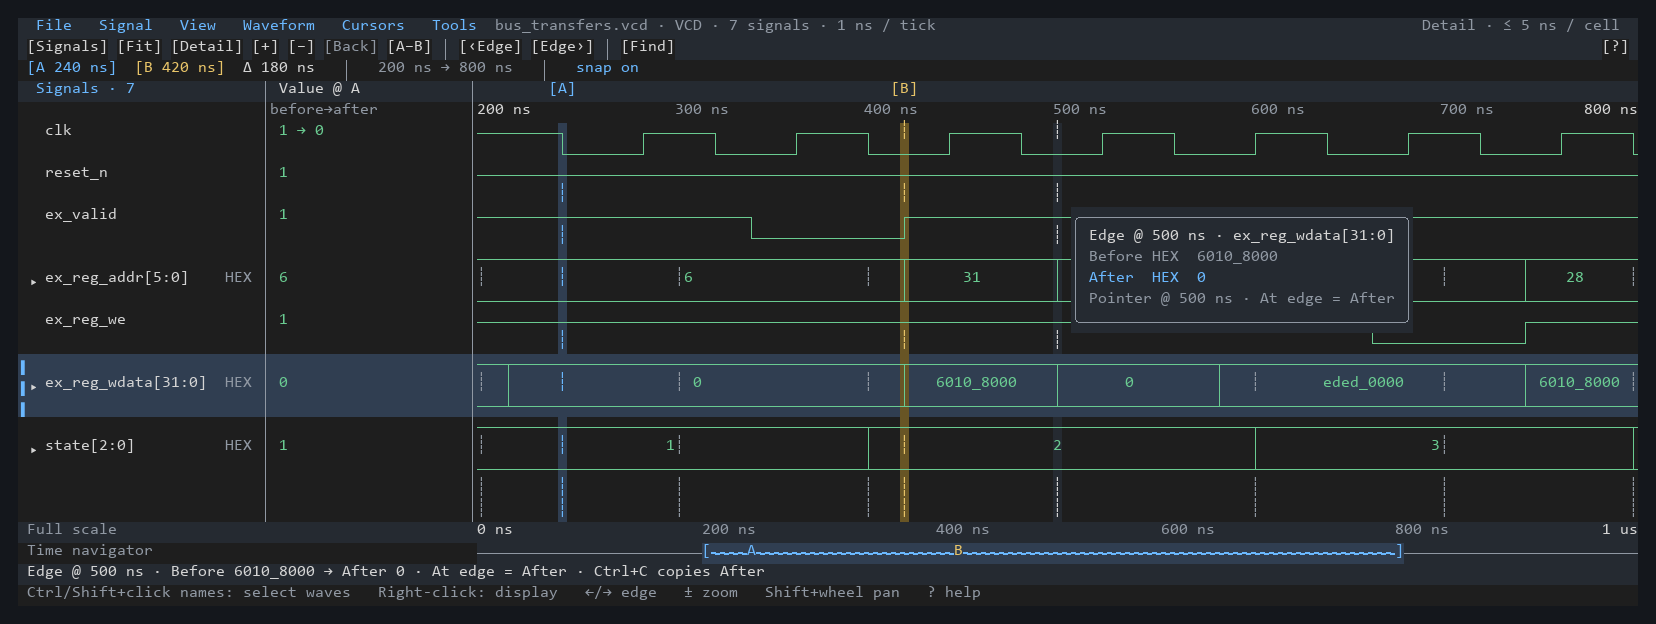 File Signal View Waveform Cursors Tools bus_transfers.vcd · VCD · 7 signals · 1 ns / tick Detail · ≤ 5 ns / cell
[Signals] [Fit] [Detail] [+] [−] [Back] [A−B] │ [‹Edge] [Edge›] │ [Find] [?]
[A 240 ns] [B 420 ns] Δ 180 ns │ 200 ns → 800 ns │ snap on
Signals · 7 Value @ A [A] [B]
before→after 200 ns 300 ns 400 ns 500 ns 600 ns 700 ns 800 ns
clk 1 → 0
reset_n 1
ex_valid 1
Edge @ 500 ns · ex_reg_wdata[31:0]
Before HEX 6010_8000
After HEX 0
Pointer @ 500 ns · At edge = After
▸ ex_reg_addr[5:0] HEX 6 6 31 28
ex_reg_we 1
▸ ex_reg_wdata[31:0] HEX 0 0 6010_8000 0 eded_0000 6010_8000
▸ state[2:0] HEX 1 1 2 3
Full scale 0 ns 200 ns 400 ns 600 ns 800 ns 1 us
Time navigator [ A B ]
Edge @ 500 ns · Before 6010_8000 → After 0 · At edge = After · Ctrl+C copies After
Ctrl/Shift+click names: select waves Right-click: display ←/→ edge ± zoom Shift+wheel pan ? help